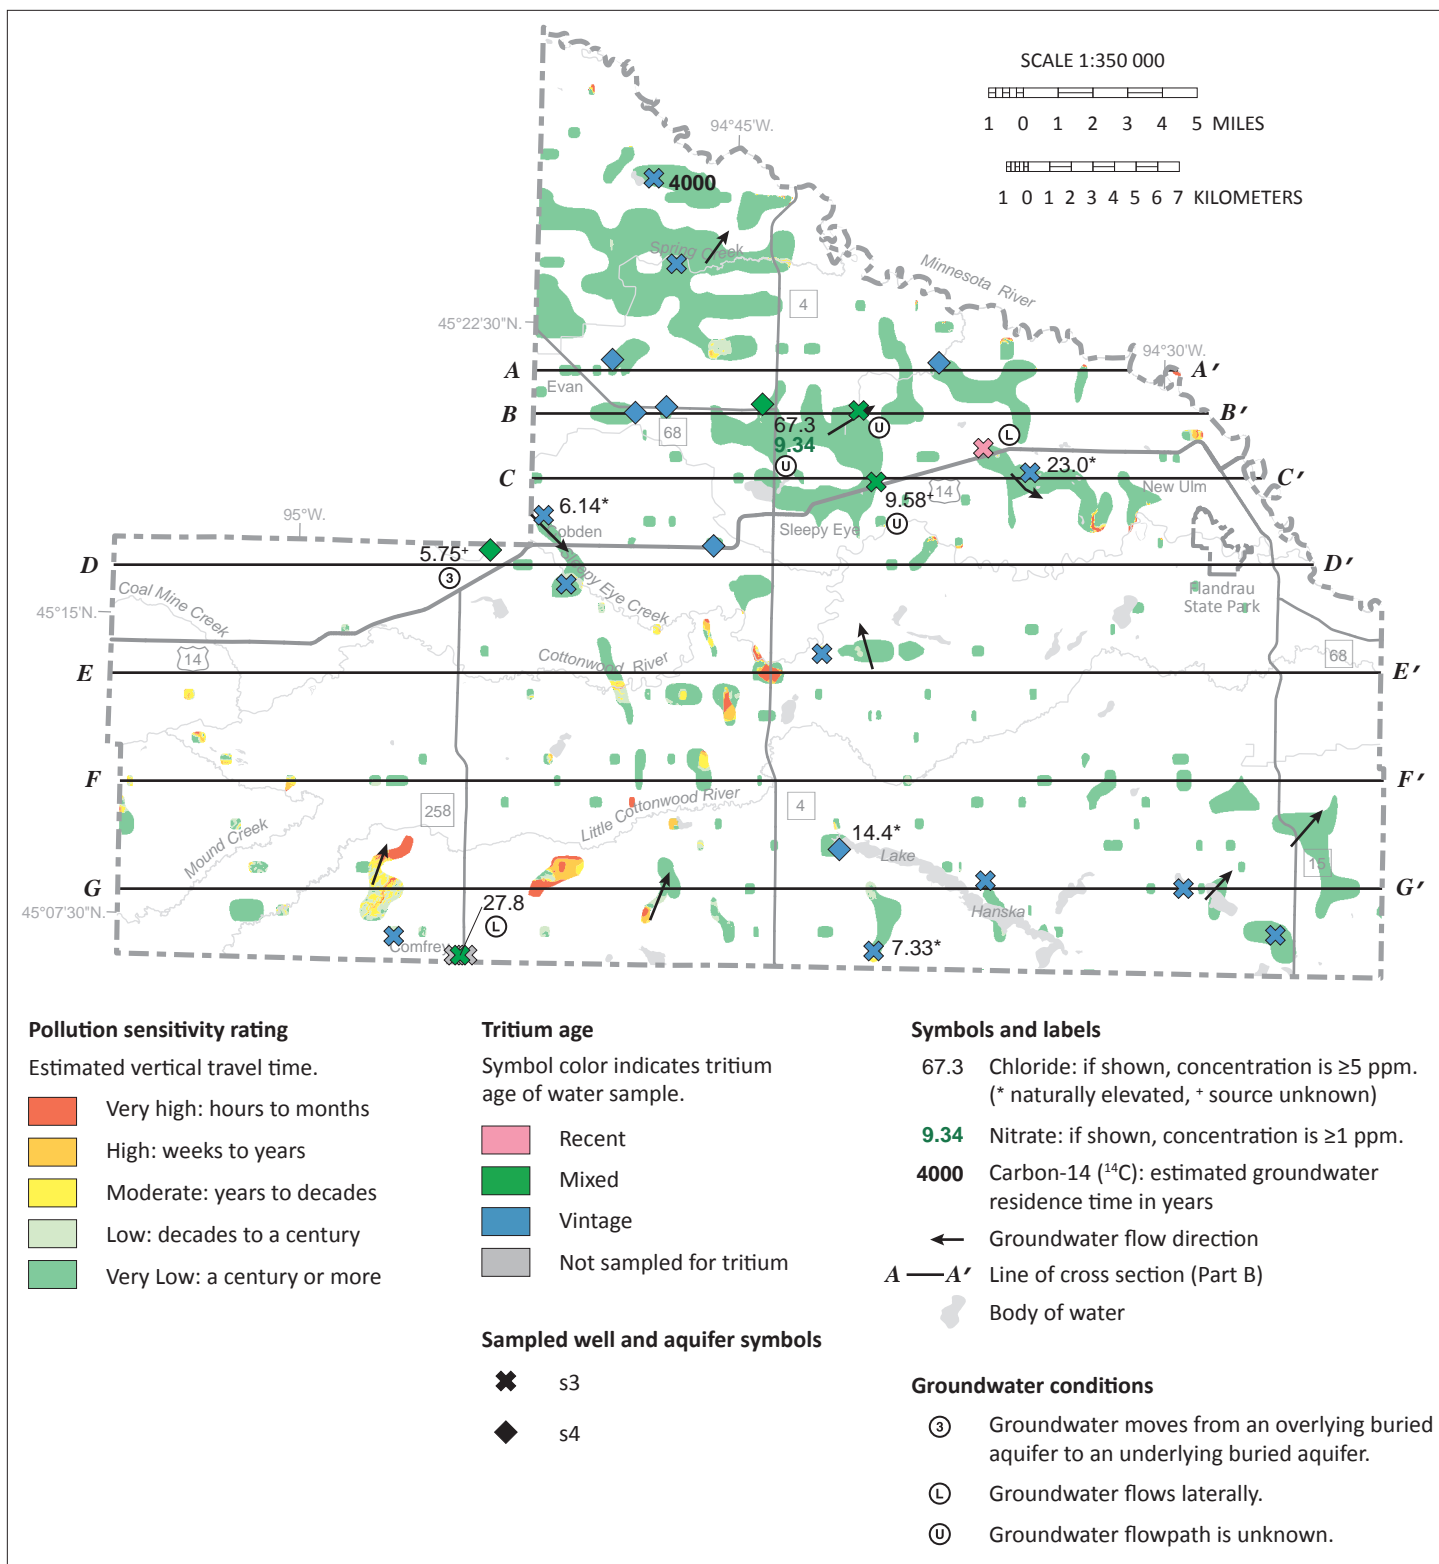 SCALE 1:350 000
1 0 1 2 3 4 5 MILES
1 0 1 2 3 4 5 6 7 KILOMETERS
94°45'W.
4000
Spring Creek
Minnesota River
4
45°22'30"N.
94°30'W.
A
A′
Evan
B
B′
67.3
U
68
9.34
U
L
23.0*
C
C′
14
New Ulm
9.58+
6.14*
95°W.
obden
Sleepy Eye
U
5.75+
3
D
D′
Coal Mine Creek
epy Eye Creek
Flandrau
State Park
45°15'N.
14
Cottonwood River
68
E
E′
F
F′
258
Little Cottonwood River
4
Mound Creek
14.4*
Lake
15
G
G′
45°07'30"N.
27.8
L
Hanska
Comfrey
7.33*
Pollution sensitivity rating
Estimated vertical travel time.
Very high: hours to months
High: weeks to years
Moderate: years to decades
Low: decades to a century
Very Low: a century or more
Tritium age
Symbol color indicates tritium
age of water sample.
Recent
Mixed
Vintage
Not sampled for tritium
Sampled well and aquifer symbols
s3
s4
Symbols and labels
67.3 Chloride: if shown, concentration is ≥5 ppm.
(* naturally elevated, + source unknown)
9.34 Nitrate: if shown, concentration is ≥1 ppm.
4000 Carbon-14 (14C): estimated groundwater
residence time in years
Groundwater flow direction
A — A′ Line of cross section (Part B)
Body of water
Groundwater conditions
3 Groundwater moves from an overlying buried
aquifer to an underlying buried aquifer.
L Groundwater flows laterally.
U Groundwater flowpath is unknown.